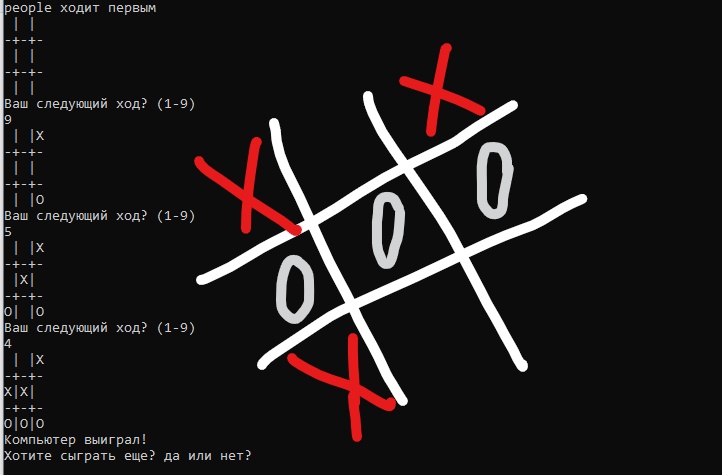 people ходит первым
 | |
-+-+-
 | |
-+-+-
 | |
Ваш следующий ход? (1-9)
9
 | |X
-+-+-
 | |
-+-+-
 | |O
Ваш следующий ход? (1-9)
5
 | |X
-+-+-
 |X|
-+-+-
O| |O
Ваш следующий ход? (1-9)
4
 | |X
-+-+-
X|X|
-+-+-
O|O|O
Компьютер выиграл!
Хотите сыграть еще? да или нет?
X
X
O
O
O
X